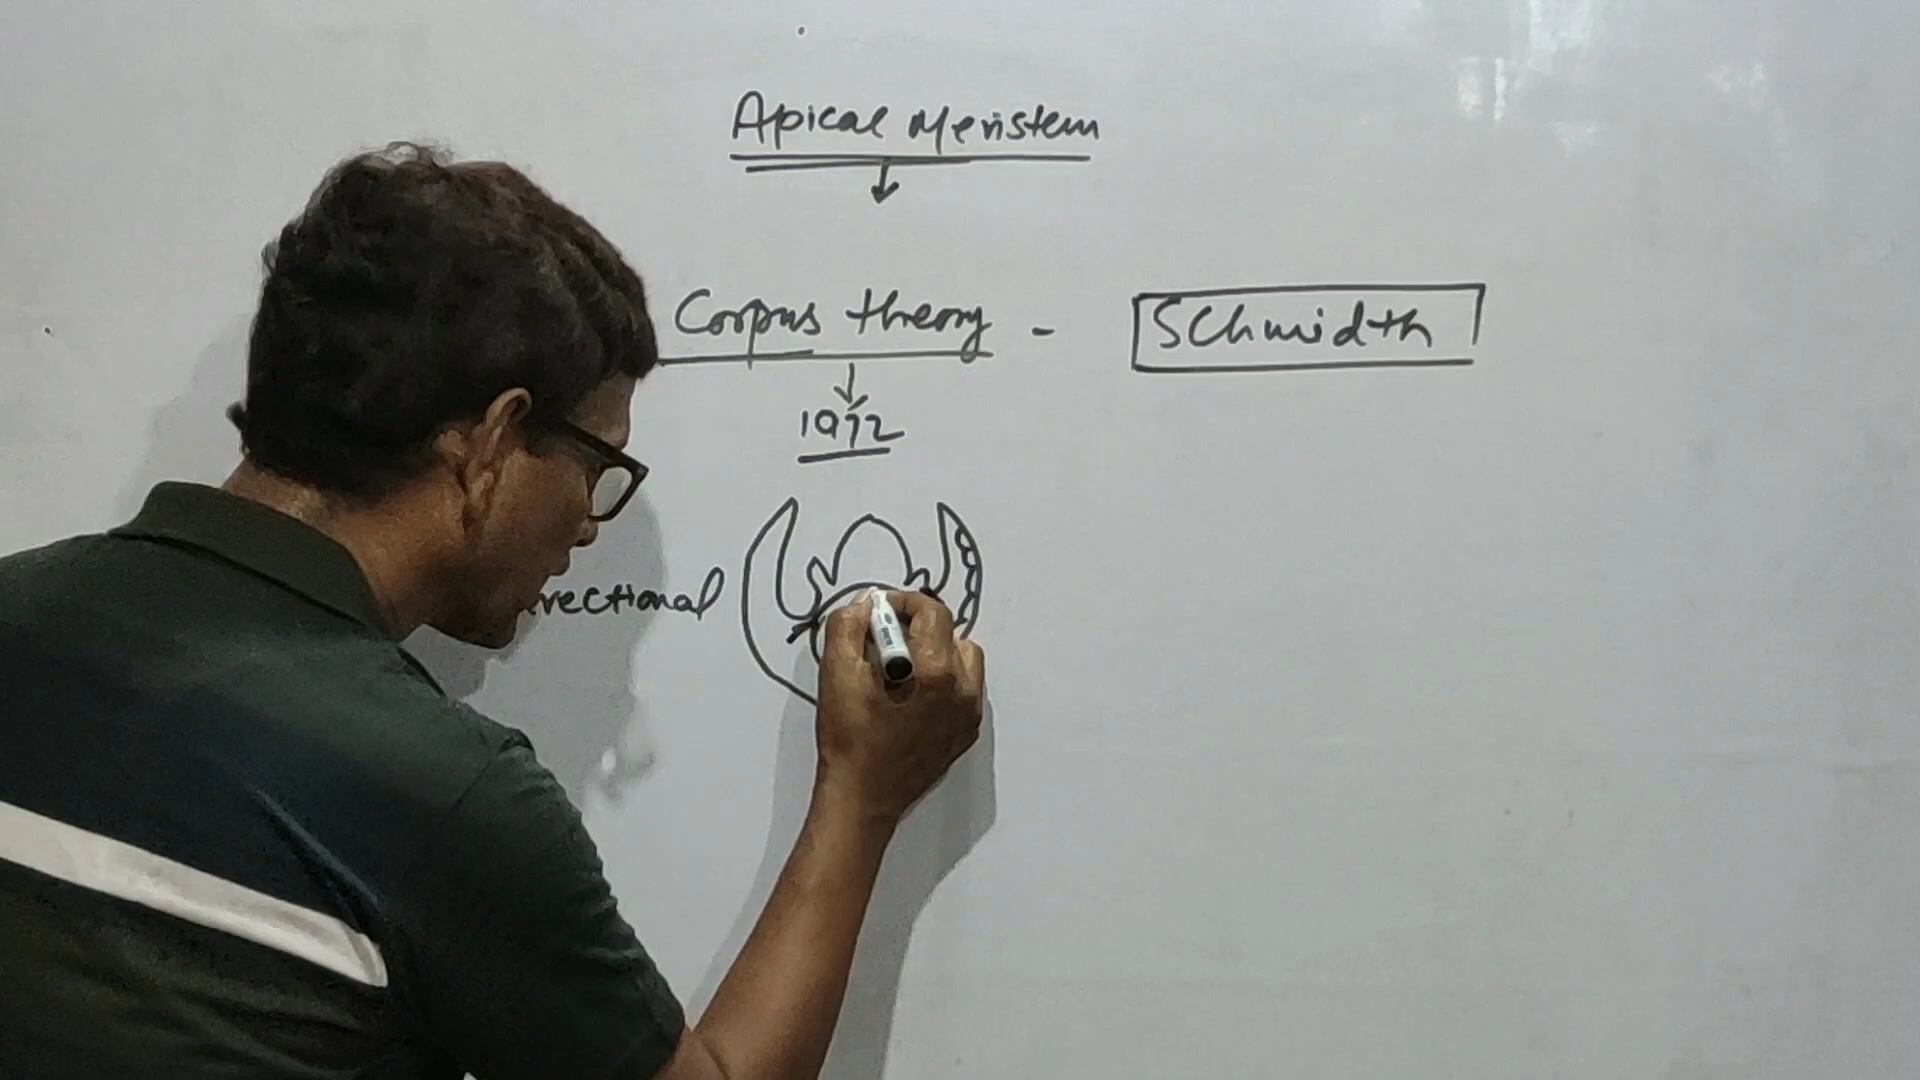 Apical Meristem
Corpus theory - Schmidth
1972
rectional